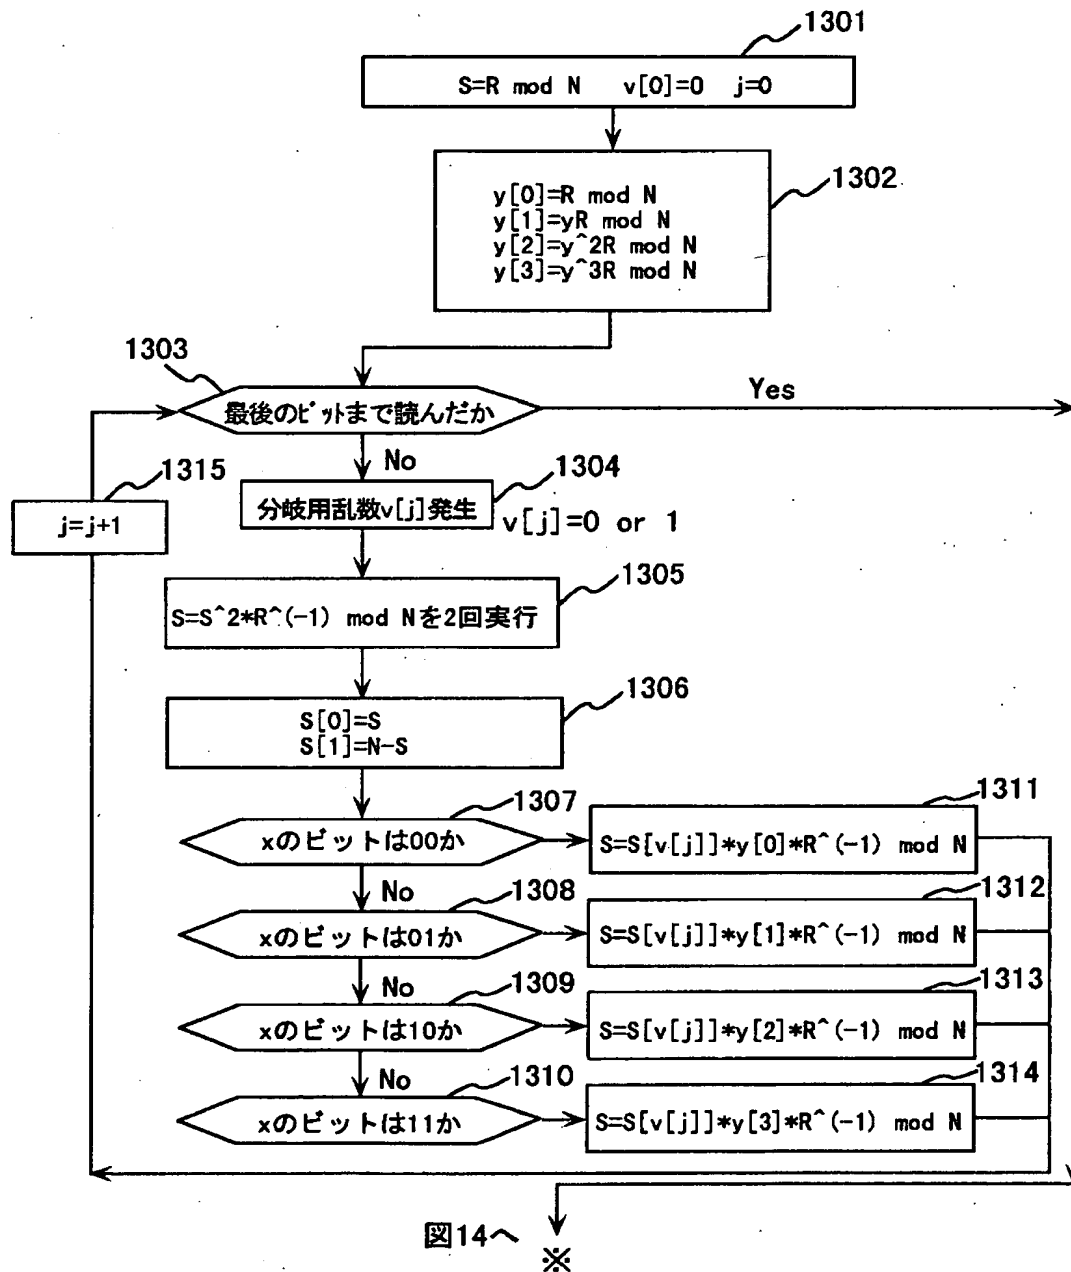 1301
S=R mod N v[0]=0 j=0
1302
y[0]=R mod N
y[1]=yR mod N
y[2]=y^2R mod N
y[3]=y^3R mod N
1303
最後のビットまで読んだか
Yes
No
1315
j=j+1
1304
分岐用乱数v[j]発生
v[j]=0 or 1
1305
S=S^2*R^(-1) mod Nを2回実行
1306
S[0]=S
S[1]=N-S
1307
xのビットは00か
1311
S=S[v[j]]*y[0]*R^(-1) mod N
No
1308
xのビットは01か
1312
S=S[v[j]]*y[1]*R^(-1) mod N
No
1309
xのビットは10か
1313
S=S[v[j]]*y[2]*R^(-1) mod N
No
1310
xのビットは11か
1314
S=S[v[j]]*y[3]*R^(-1) mod N
図14へ
※